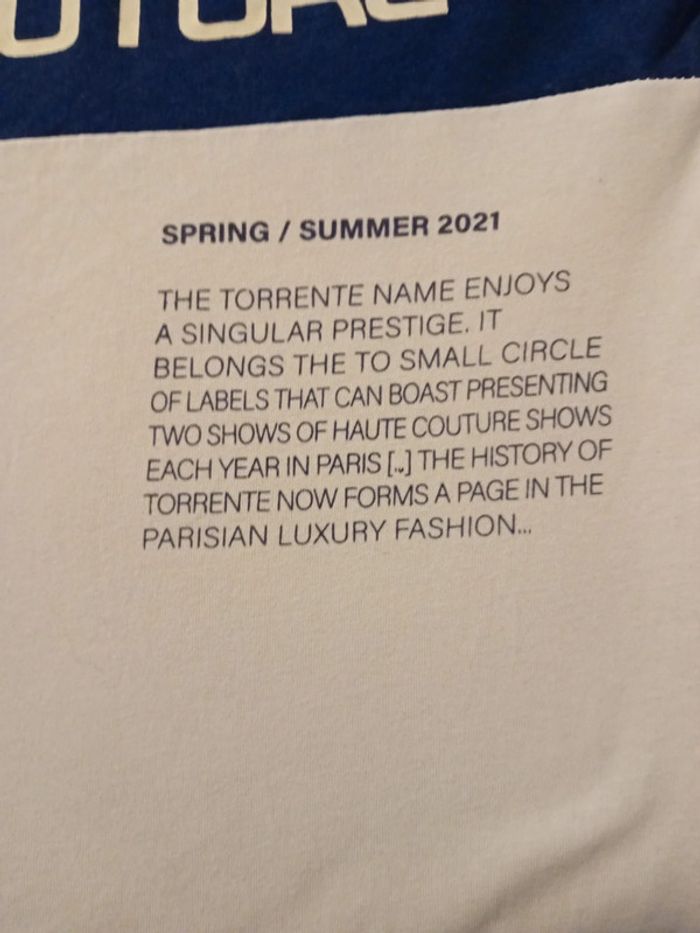 SPRING / SUMMER 2021
THE TORRENTE NAME ENJOYS
A SINGULAR PRESTIGE. IT
BELONGS THE TO SMALL CIRCLE
OF LABELS THAT CAN BOAST PRESENTING
TWO SHOWS OF HAUTE COUTURE SHOWS
EACH YEAR IN PARIS [..] THE HISTORY OF
TORRENTE NOW FORMS A PAGE IN THE
PARISIAN LUXURY FASHION...